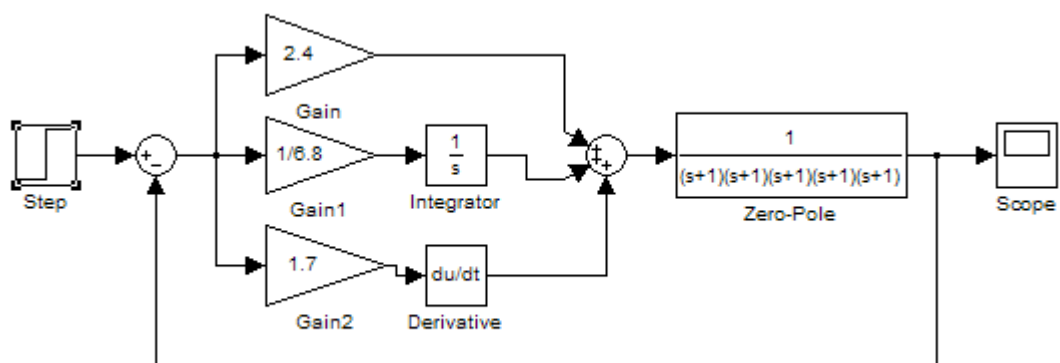 2.4
Gain
Step
+
−
1/6.8
Gain1
1
s
Integrator
+
+
+
1
(s+1)(s+1)(s+1)(s+1)(s+1)
Zero-Pole
Scope
1.7
Gain2
du/dt
Derivative